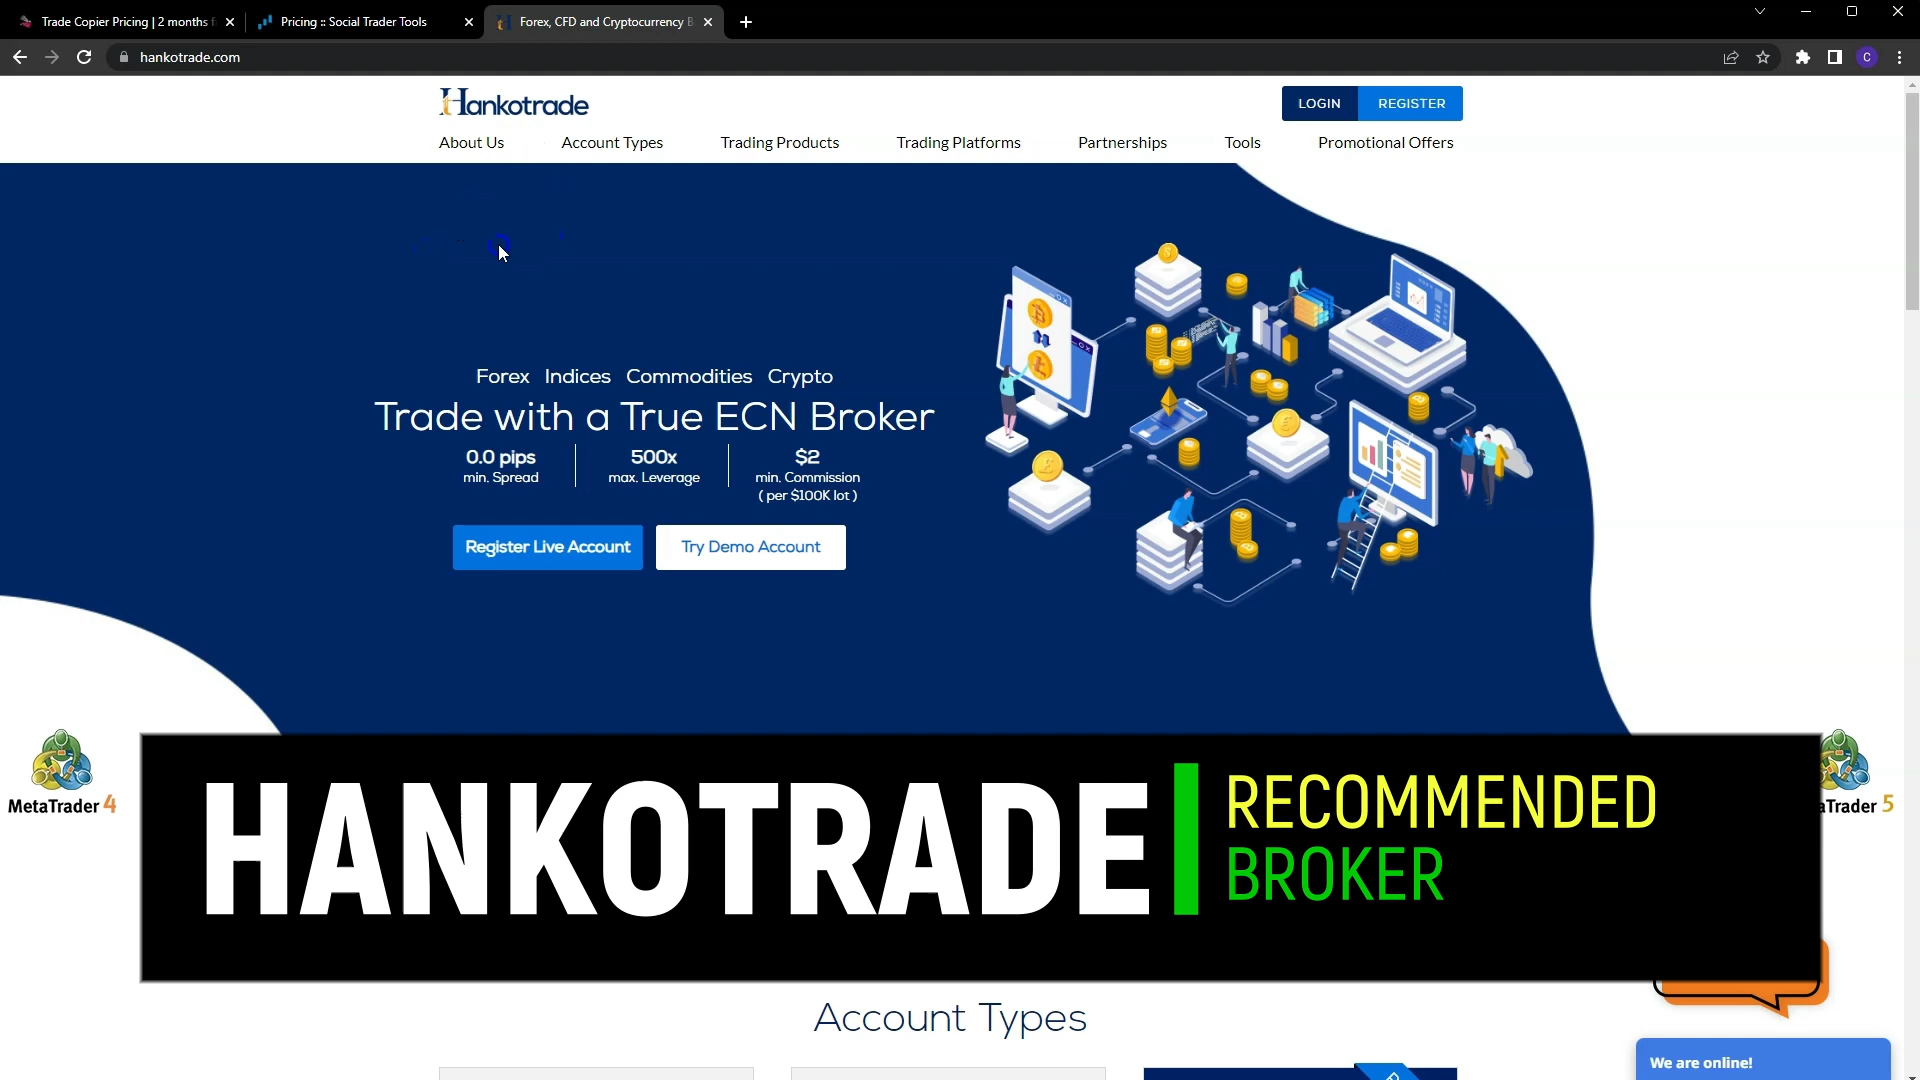 Trade Copier Pricing | 2 months f
Pricing :: Social Trader Tools
Forex, CFD and Cryptocurrency B
hankotrade.com
C
Hankotrade
LOGIN
REGISTER
About Us
Account Types
Trading Products
Trading Platforms
Partnerships
Tools
Promotional Offers
Forex Indices Commodities Crypto
Trade with a True ECN Broker
0.0 pips
min. Spread
500x
max. Leverage
$2
min. Commission
( per $100K lot )
Register Live Account
Try Demo Account
MetaTrader 4
aTrader 5
HANKOTRADE
RECOMMENDED
BROKER
Account Types
We are online!